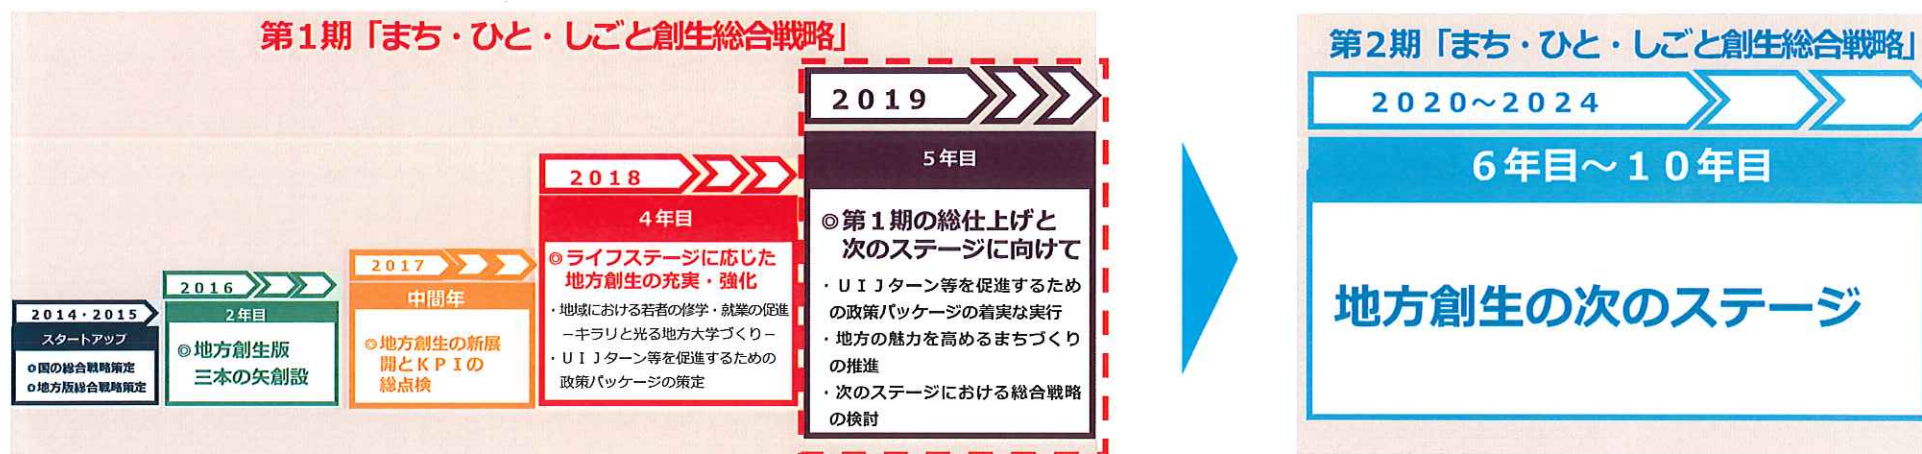 第1期「まち・ひと・しごと創生総合戦略」
2014・2015
スタートアップ
◎国の総合戦略策定
◎地方版総合戦略策定
2016
2年目
◎地方創生版
三本の矢創設
2017
中間年
◎地方創生の新展
開とKPIの
総点検
2018
4年目
◎ライフステージに応じた
地方創生の充実・強化
・地域における若者の修学・就業の促進
－キラリと光る地方大学づくり－
・UIJターン等を促進するための
政策パッケージの策定
2019
5年目
◎第1期の総仕上げと
次のステージに向けて
・UIJターン等を促進するため
の政策パッケージの着実な実行
・地方の魅力を高めるまちづくり
の推進
・次のステージにおける総合戦略
の検討
第2期「まち・ひと・しごと創生総合戦略」
2020～2024
6年目～10年目
地方創生の次のステージ